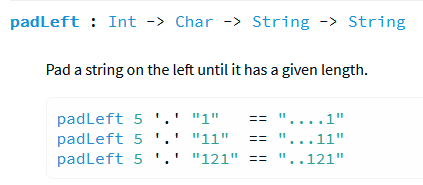 padLeft : Int -> Char -> String -> String
Pad a string on the left until it has a given length.
padLeft 5 '.' "1"   == "....1"
padLeft 5 '.' "11"  == "...11"
padLeft 5 '.' "121" == "..121"